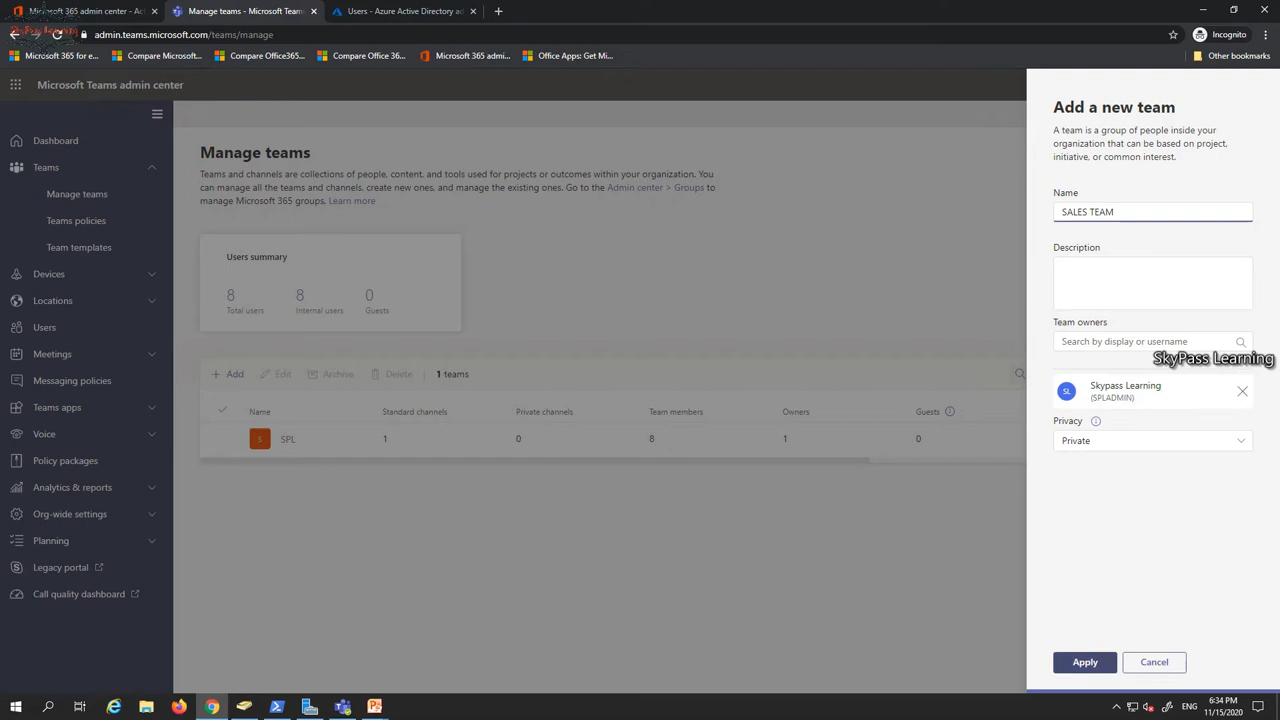 Microsoft 365 admin center - Ac
Manage teams - Microsoft Teams
Users - Azure Active Directory ad
SkyPass Learning
admin.teams.microsoft.com/teams/manage
Incognito
Microsoft 365 for e...
Compare Microsoft...
Compare Office365...
Compare Office 36...
Microsoft 365 admi...
Office Apps: Get Mi...
Other bookmarks
Microsoft Teams admin center
Dashboard
Teams
Manage teams
Teams policies
Team templates
Devices
Locations
Users
Meetings
Messaging policies
Teams apps
Voice
Policy packages
Analytics & reports
Org-wide settings
Planning
Legacy portal
Call quality dashboard
Manage teams
Teams and channels are collections of people, content, and tools used for projects or outcomes within your organization. You
can manage all the teams and channels, create new ones, and manage the existing ones. Go to the Admin center > Groups to
manage Microsoft 365 groups. Learn more
Users summary
8 8 0
Total users Internal users Guests
Add Edit Archive Delete 1 teams
Name Standard channels Private channels Team members Owners Guests
S SPL 1 0 8 1 0
Add a new team
A team is a group of people inside your
organization that can be based on project,
initiative, or common interest.
Name
SALES TEAM
Description
Team owners
Search by display or username
SkyPass Learning
SL Skypass Learning
(SPLADMIN)
Privacy
Private
Apply Cancel
ENG
6:34 PM
11/15/2020